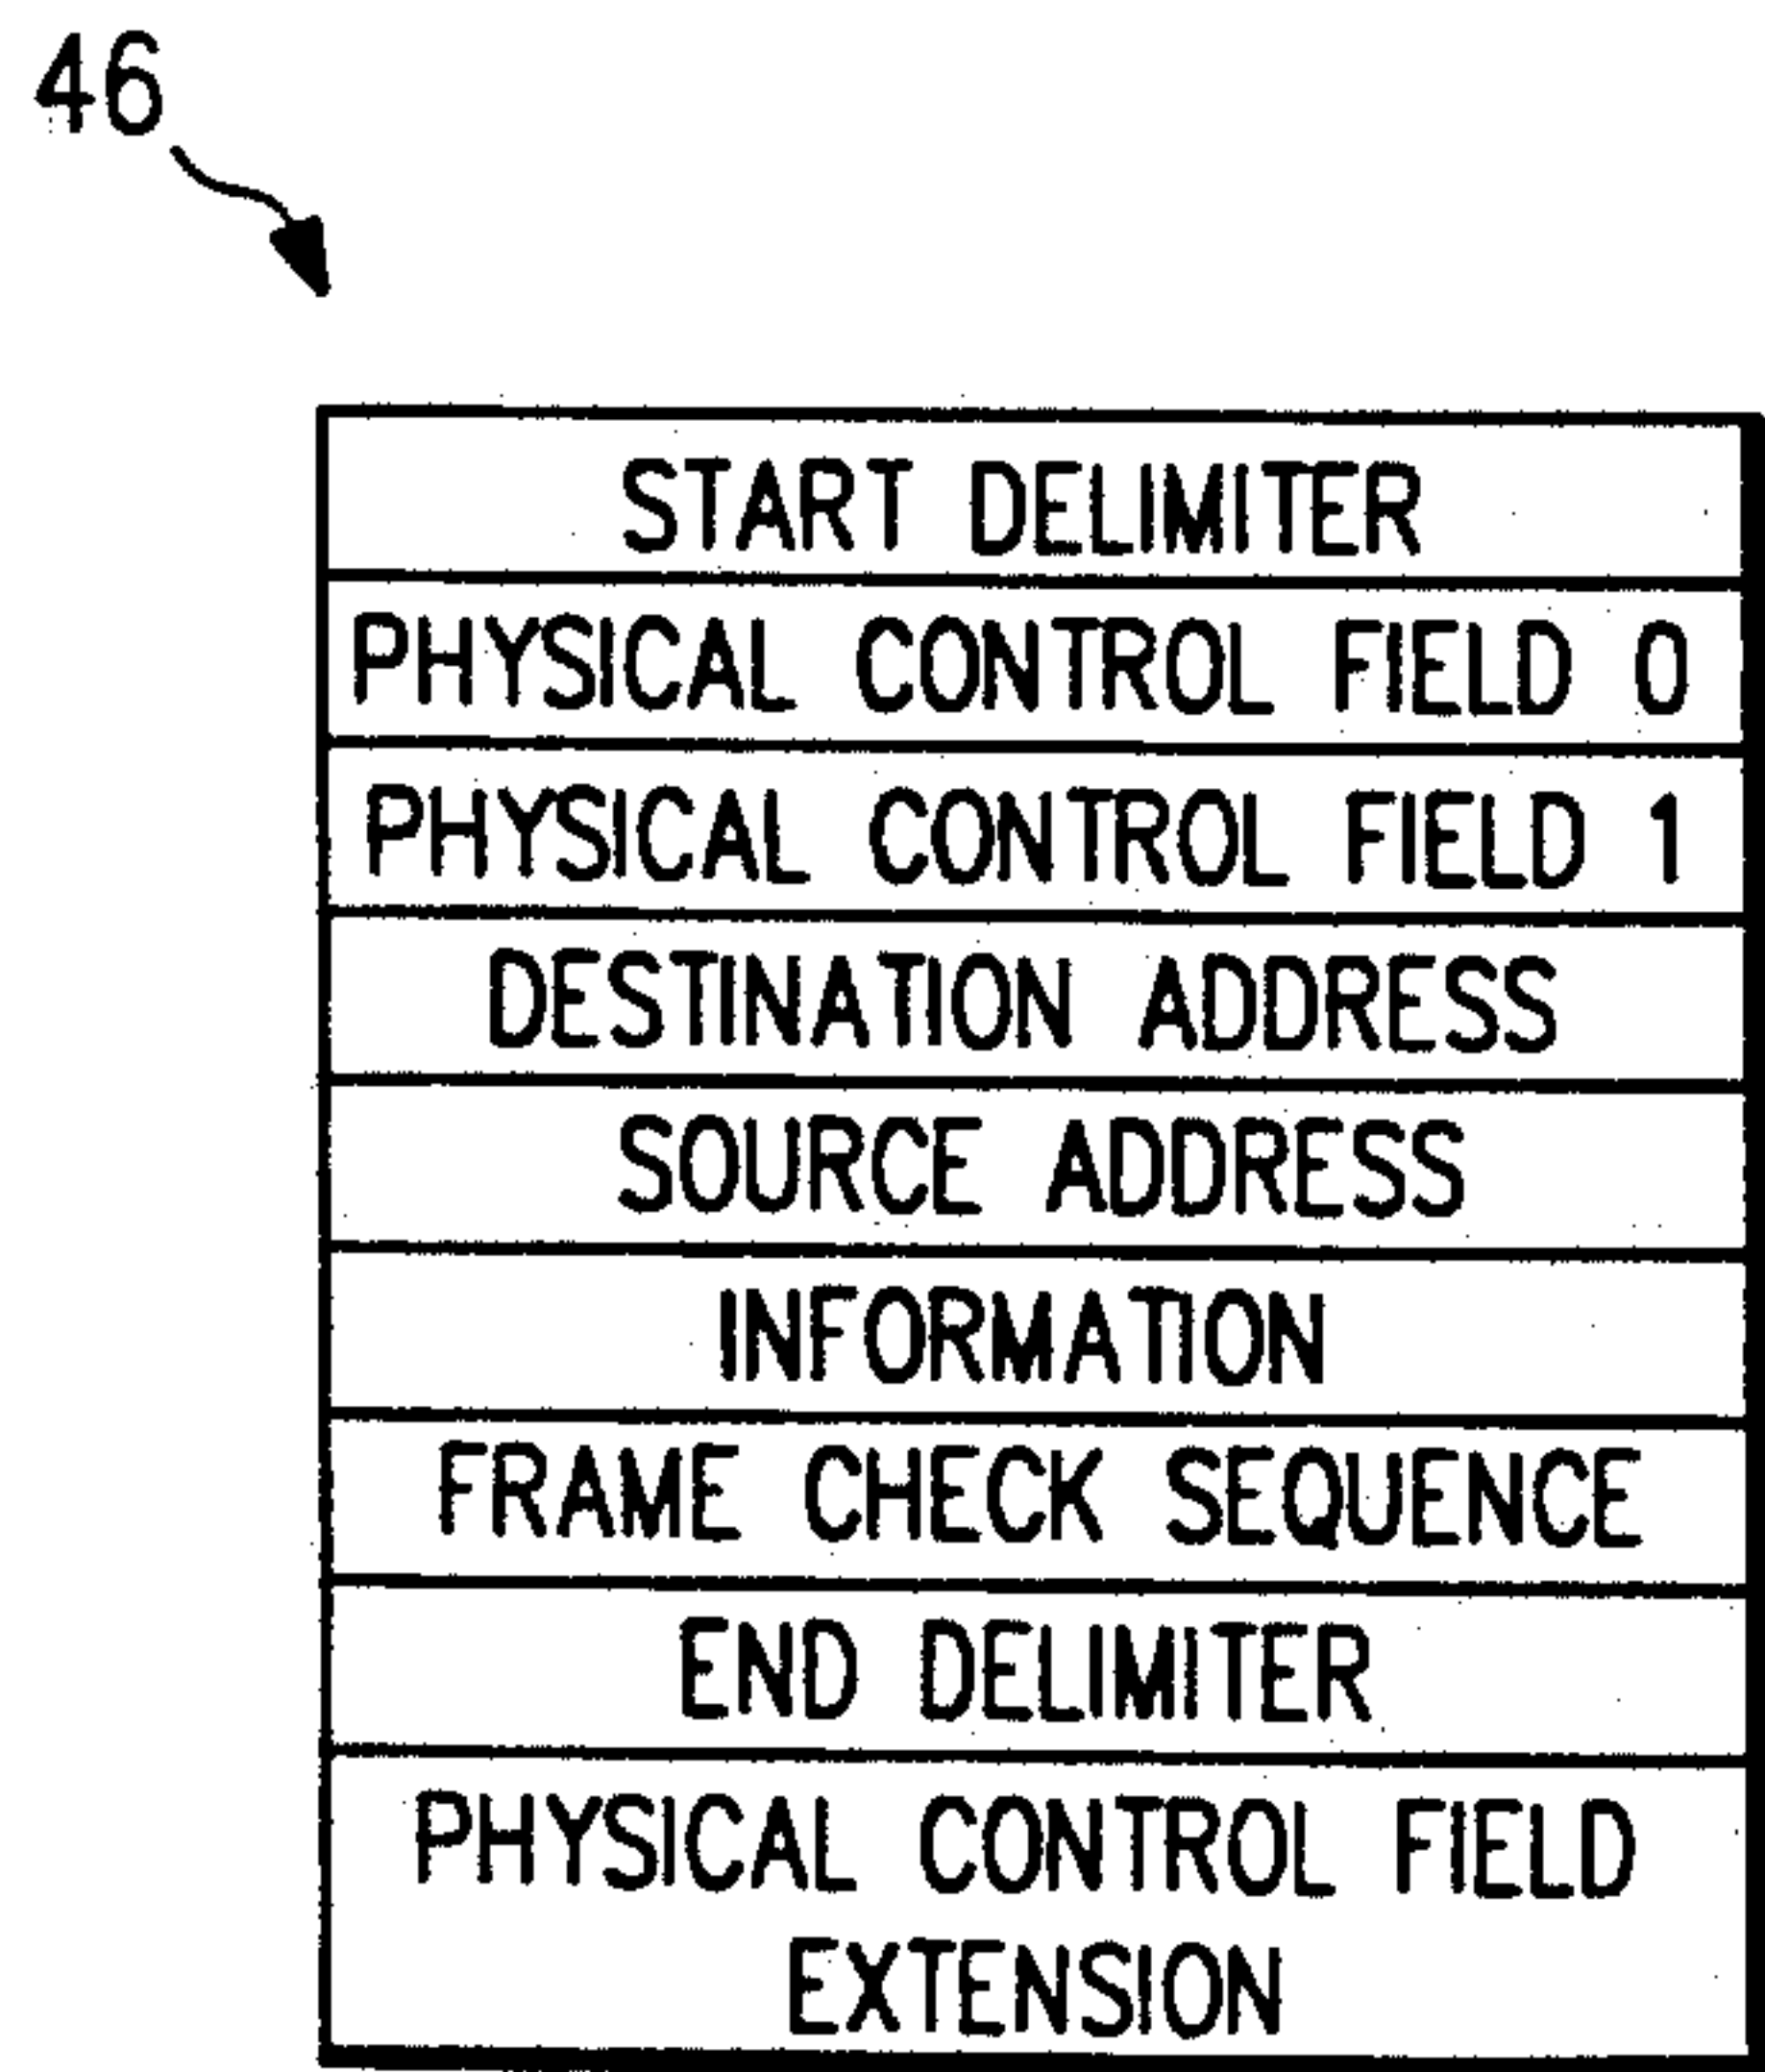 46
START DELIMITER
PHYSICAL CONTROL FIELD 0
PHYSICAL CONTROL FIELD 1
DESTINATION ADDRESS
SOURCE ADDRESS
INFORMATION
FRAME CHECK SEQUENCE
END DELIMITER
PHYSICAL CONTROL FIELD
EXTENSION